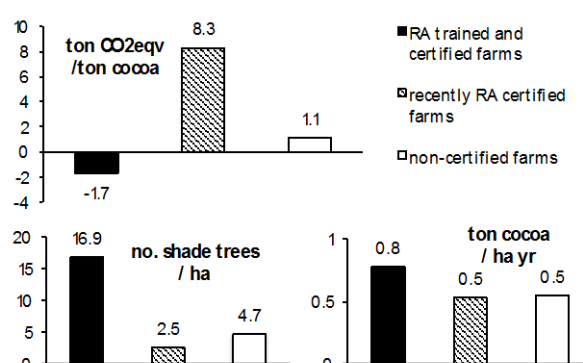 10
8
6
4
2
0
-2
-4
ton CO2eqv
/ton cocoa
8.3
1.1
-1.7
RA trained and
certified farms
recently RA certified
farms
non-certified farms
20
15
10
5
0
16.9
no. shade trees
/ ha
2.5
4.7
1
0.5
0
ton cocoa
/ ha yr
0.8
0.5
0.5